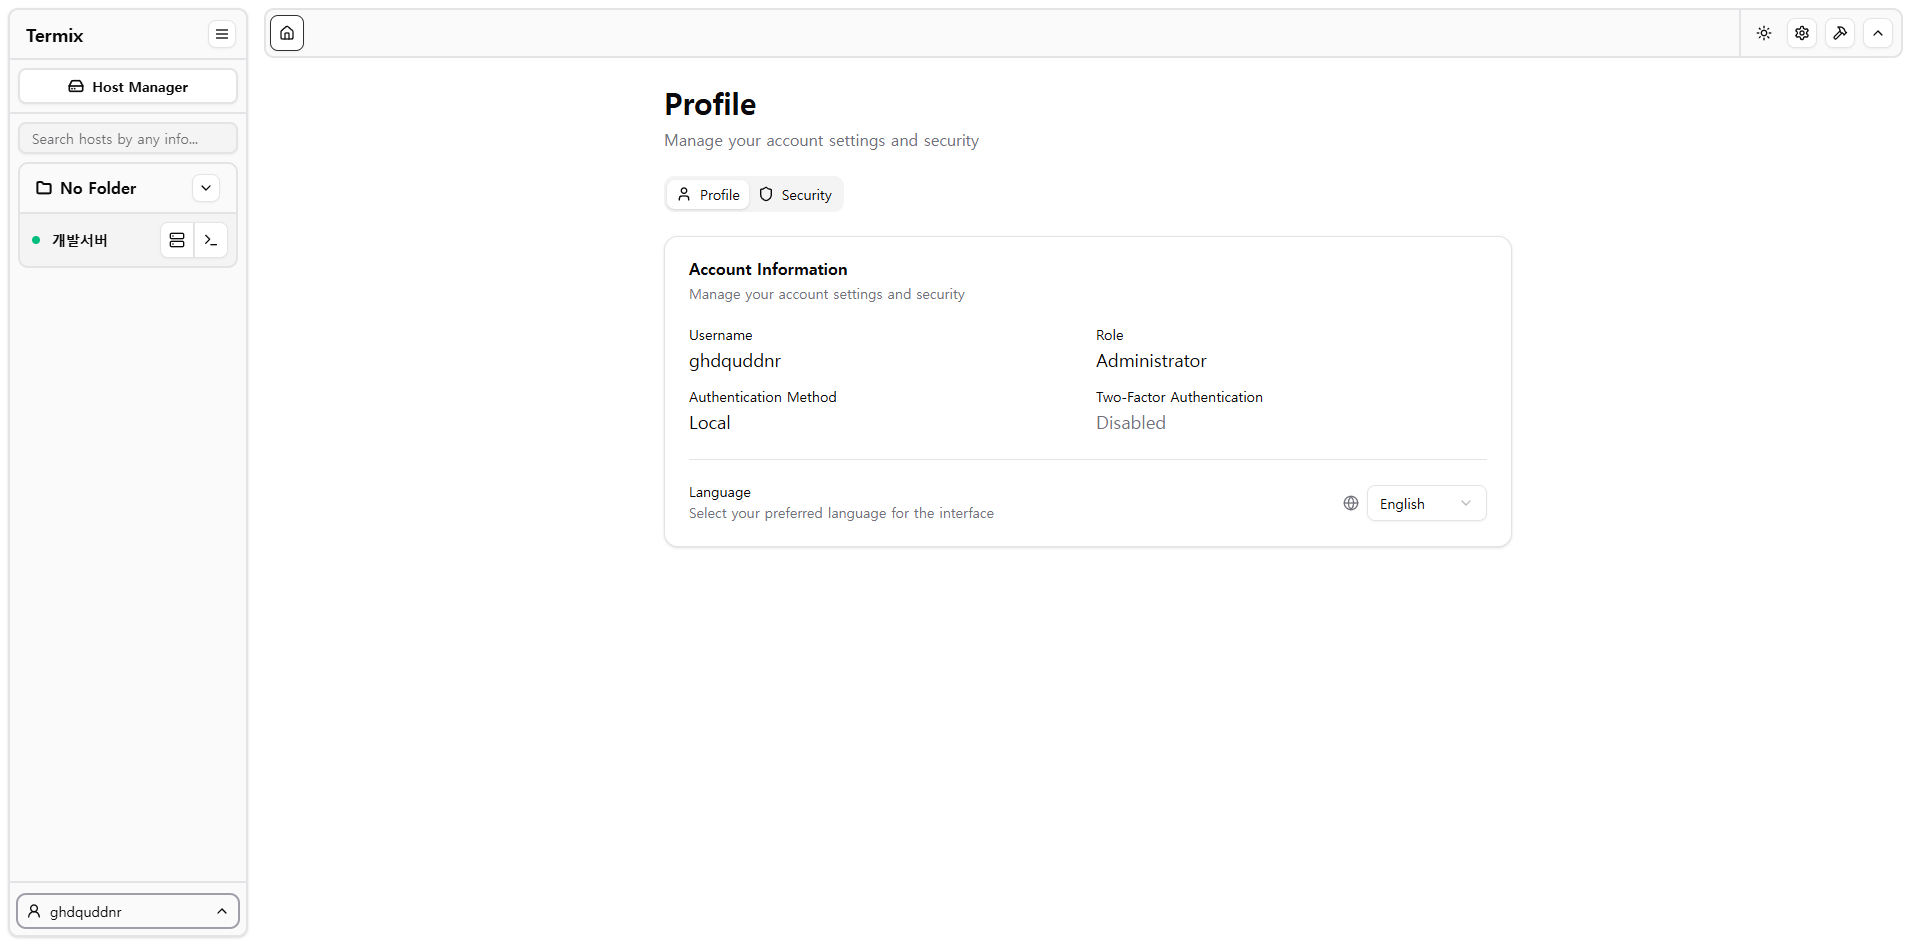 Termix
Host Manager
Search hosts by any info...
No Folder
개발서버
ghdquddnr
Profile
Manage your account settings and security
Profile
Security
Account Information
Manage your account settings and security
Username
ghdquddnr
Role
Administrator
Authentication Method
Local
Two-Factor Authentication
Disabled
Language
Select your preferred language for the interface
English